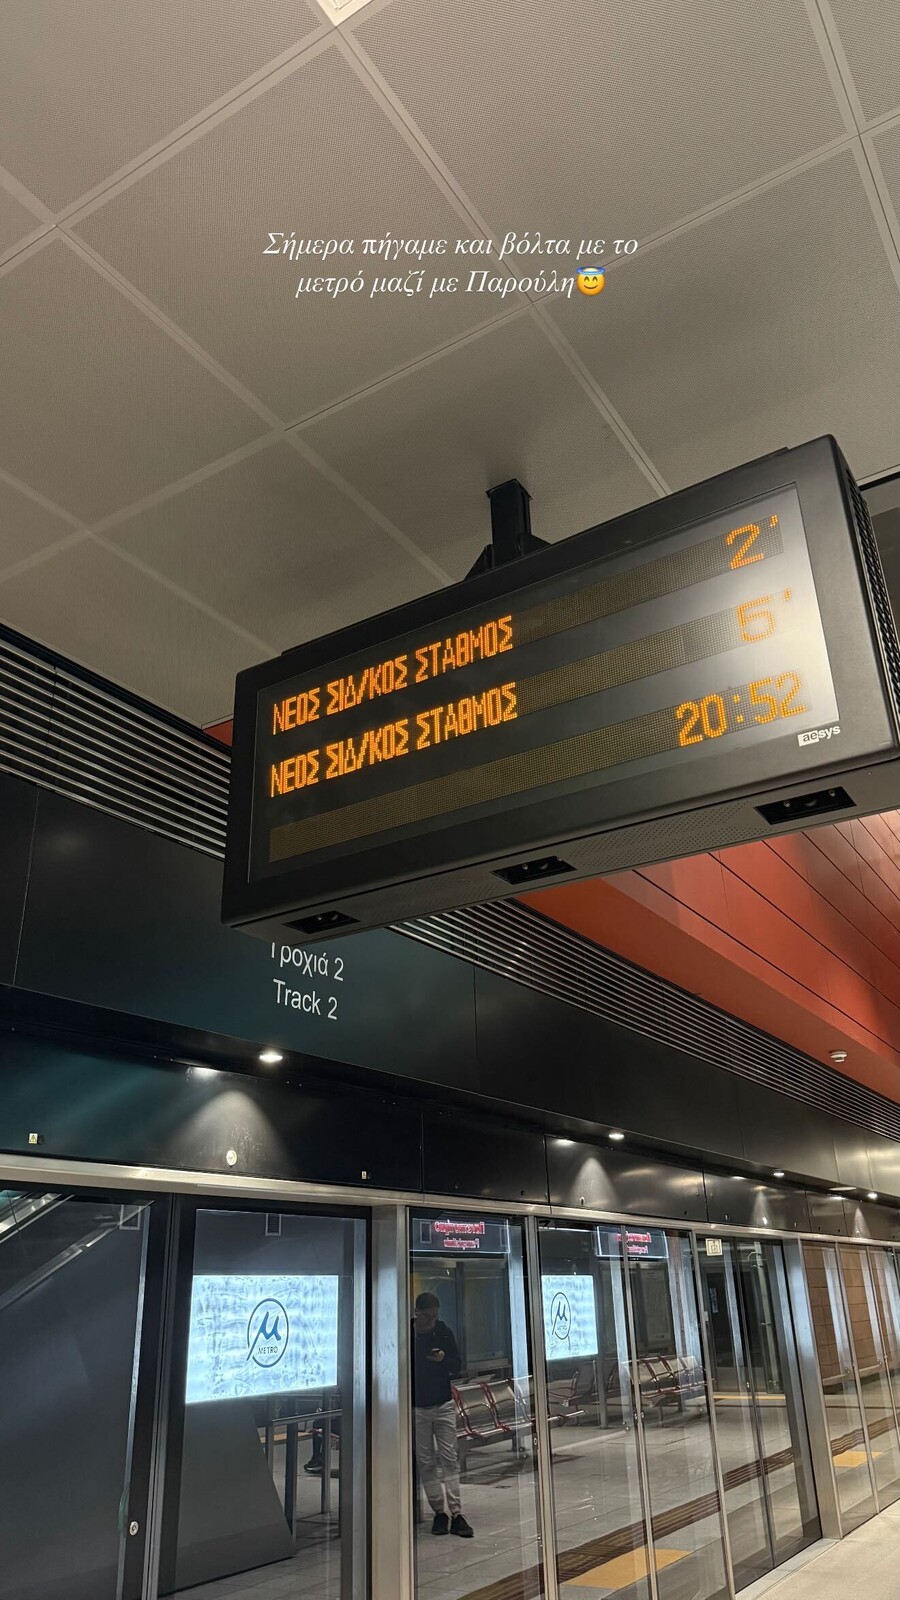 Σήμερα πήγαμε και βόλτα με το
μετρό μαζί με Παρούλη😇
ΝΕΟΣ ΣΙΔ/ΚΟΣ ΣΤΑΘΜΟΣ 2'
ΝΕΟΣ ΣΙΔ/ΚΟΣ ΣΤΑΘΜΟΣ 5'
20:52
aesys
Τροχιά 2
Track 2
METRO
METRO